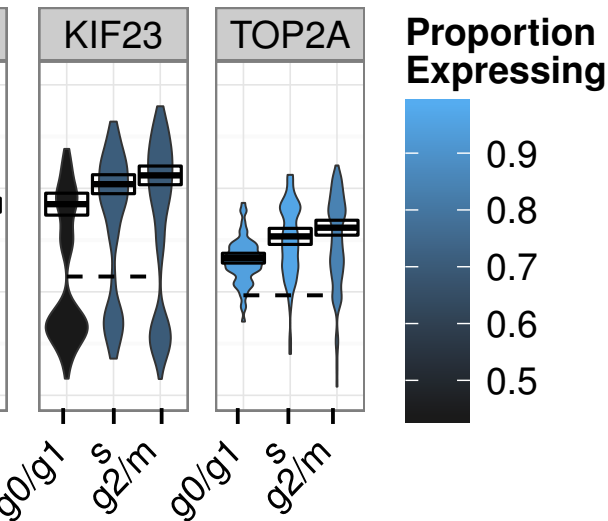 KIF23
TOP2A
Proportion
Expressing
0.9
0.8
0.7
0.6
0.5
g0/g1
s
g2/m
g0/g1
s
g2/m